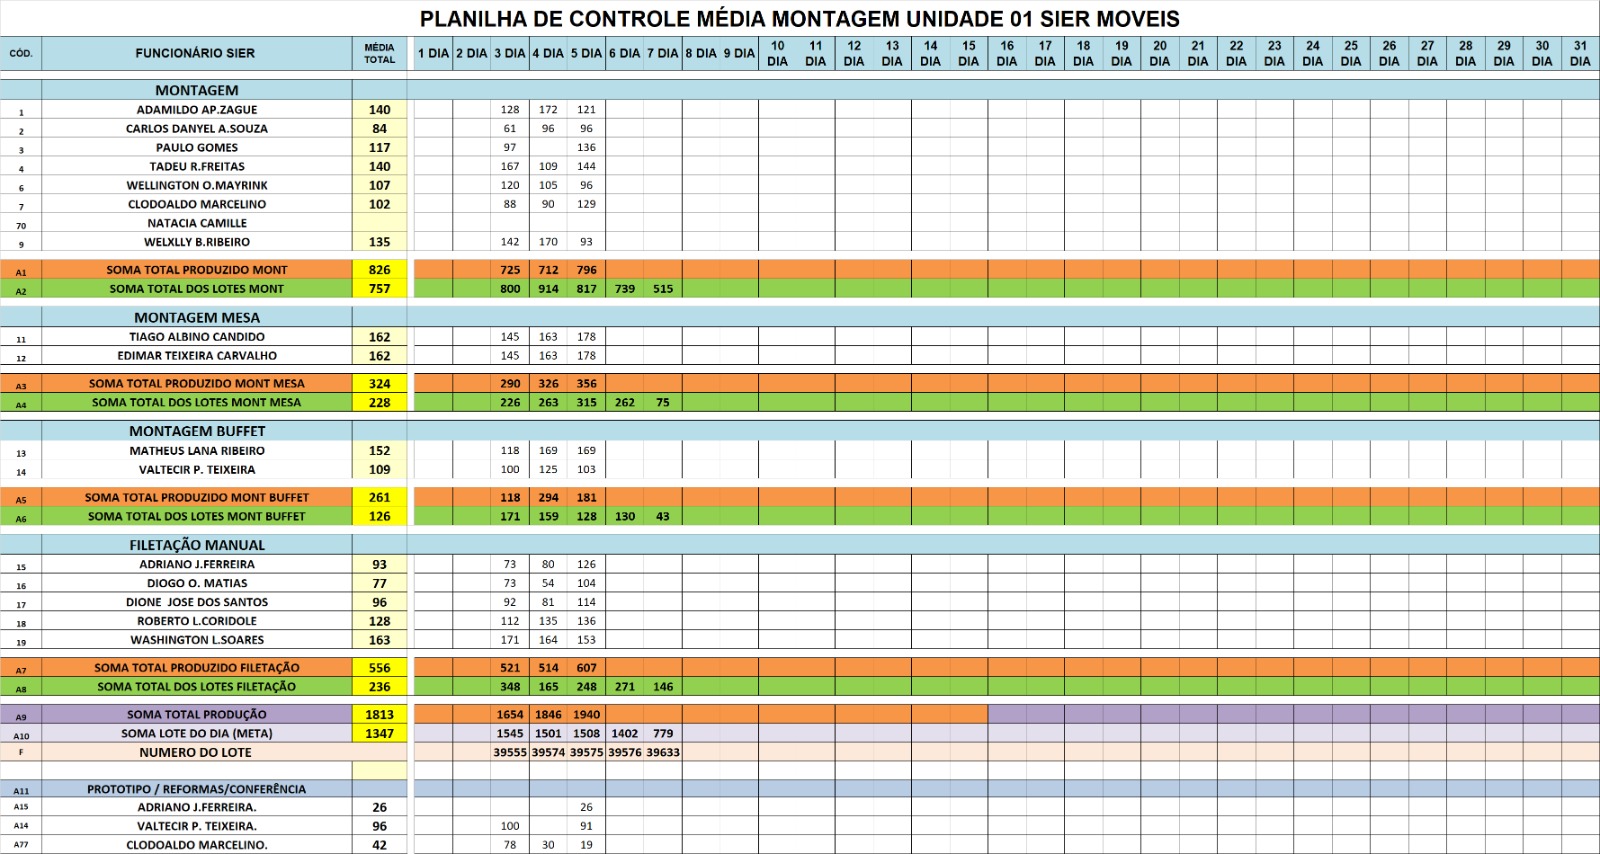 PLANILHA DE CONTROLE MÉDIA MONTAGEM UNIDADE 01 SIER MOVEIS
CÓD. FUNCIONÁRIO SIER MÉDIA TOTAL 1 DIA 2 DIA 3 DIA 4 DIA 5 DIA 6 DIA 7 DIA 8 DIA 9 DIA 10 DIA 11 DIA 12 DIA 13 DIA 14 DIA 15 DIA 16 DIA 17 DIA 18 DIA 19 DIA 20 DIA 21 DIA 22 DIA 23 DIA 24 DIA 25 DIA 26 DIA 27 DIA 28 DIA 29 DIA 30 DIA 31 DIA
MONTAGEM
1 ADAMILDO AP.ZAGUE 140 128 172 121
2 CARLOS DANYEL A.SOUZA 84 61 96 96
3 PAULO GOMES 117 97 136
4 TADEU R.FREITAS 140 167 109 144
6 WELLINGTON O.MAYRINK 107 120 105 96
7 CLODOALDO MARCELINO 102 88 90 129
70 NATACIA CAMILLE
9 WELXLLY B.RIBEIRO 135 142 170 93
A1 SOMA TOTAL PRODUZIDO MONT 826 725 712 796
A2 SOMA TOTAL DOS LOTES MONT 757 800 914 817 739 515
MONTAGEM MESA
11 TIAGO ALBINO CANDIDO 162 145 163 178
12 EDIMAR TEIXEIRA CARVALHO 162 145 163 178
A3 SOMA TOTAL PRODUZIDO MONT MESA 324 290 326 356
A4 SOMA TOTAL DOS LOTES MONT MESA 228 226 263 315 262 75
MONTAGEM BUFFET
13 MATHEUS LANA RIBEIRO 152 118 169 169
14 VALTECIR P. TEIXEIRA 109 100 125 103
A5 SOMA TOTAL PRODUZIDO MONT BUFFET 261 118 294 181
A6 SOMA TOTAL DOS LOTES MONT BUFFET 126 171 159 128 130 43
FILETAÇÃO MANUAL
15 ADRIANO J.FERREIRA 93 73 80 126
16 DIOGO O. MATIAS 77 73 54 104
17 DIONE JOSE DOS SANTOS 96 92 81 114
18 ROBERTO L.CORIDOLE 128 112 135 136
19 WASHINGTON L.SOARES 163 171 164 153
A7 SOMA TOTAL PRODUZIDO FILETAÇÃO 556 521 514 607
A8 SOMA TOTAL DOS LOTES FILETAÇÃO 236 348 165 248 271 146
A9 SOMA TOTAL PRODUÇÃO 1813 1654 1846 1940
A10 SOMA LOTE DO DIA (META) 1347 1545 1501 1508 1402 779
F NUMERO DO LOTE 39555 39574 39575 39576 39633
A11 PROTOTIPO / REFORMAS/CONFERÊNCIA
A15 ADRIANO J.FERREIRA. 26 26
A14 VALTECIR P. TEIXEIRA. 96 100 91
A77 CLODOALDO MARCELINO. 42 78 30 19